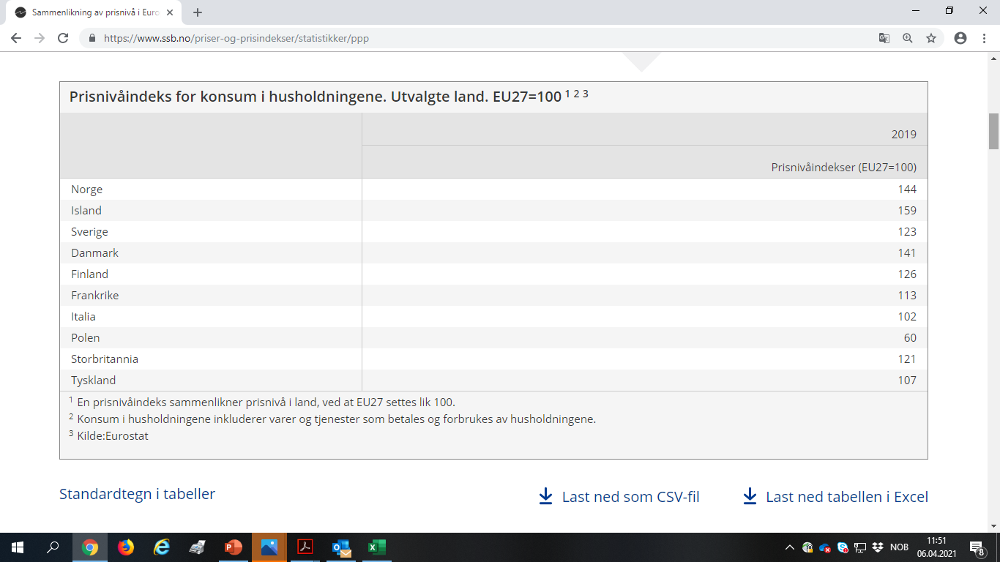 Sammenlikning av prisnivå i Euro
https://www.ssb.no/priser-og-prisindekser/statistikker/ppp
Prisnivåindeks for konsum i husholdningene. Utvalgte land. EU27=100 1 2 3
2019
Prisnivåindekser (EU27=100)
Norge 144
Island 159
Sverige 123
Danmark 141
Finland 126
Frankrike 113
Italia 102
Polen 60
Storbritannia 121
Tyskland 107
1 En prisnivåindeks sammenlikner prisnivå i land, ved at EU27 settes lik 100.
2 Konsum i husholdningene inkluderer varer og tjenester som betales og forbrukes av husholdningene.
3 Kilde:Eurostat
Standardtegn i tabeller
Last ned som CSV-fil
Last ned tabellen i Excel
NOB
11:51
06.04.2021
8